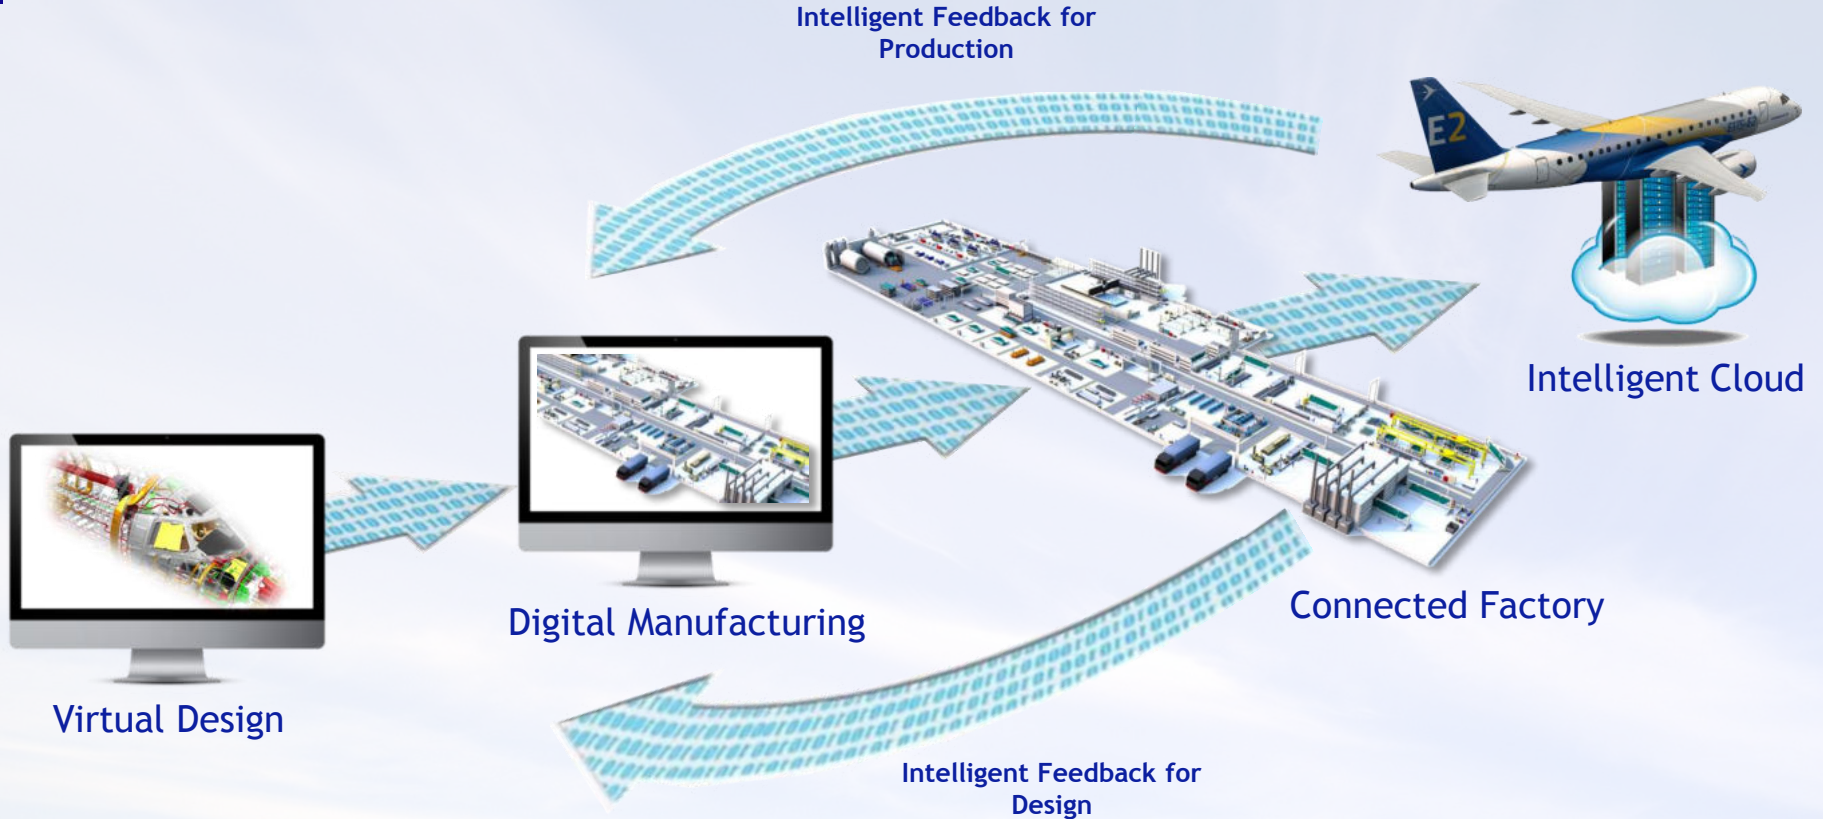 Intelligent Feedback for
Production
E2
Intelligent Cloud
Connected Factory
Digital Manufacturing
Virtual Design
Intelligent Feedback for
Design